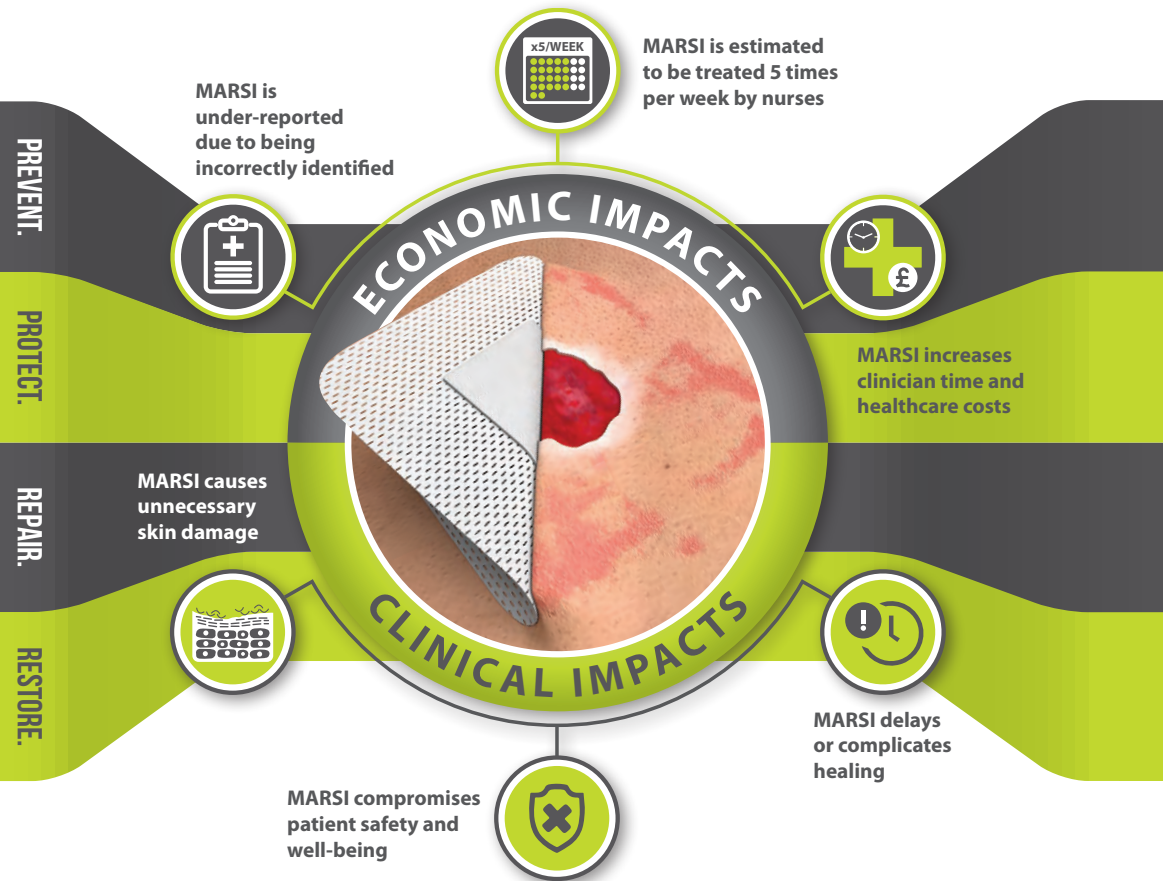 x5/WEEK
MARSI is estimated
to be treated 5 times
per week by nurses
MARSI is
under-reported
due to being
incorrectly identified
PREVENT.
ECONOMIC IMPACTS
£
PROTECT.
MARSI increases
clinician time and
healthcare costs
MARSI causes
unnecessary
skin damage
REPAIR.
CLINICAL IMPACTS
!
RESTORE.
MARSI delays
or complicates
healing
MARSI compromises
patient safety and
well-being